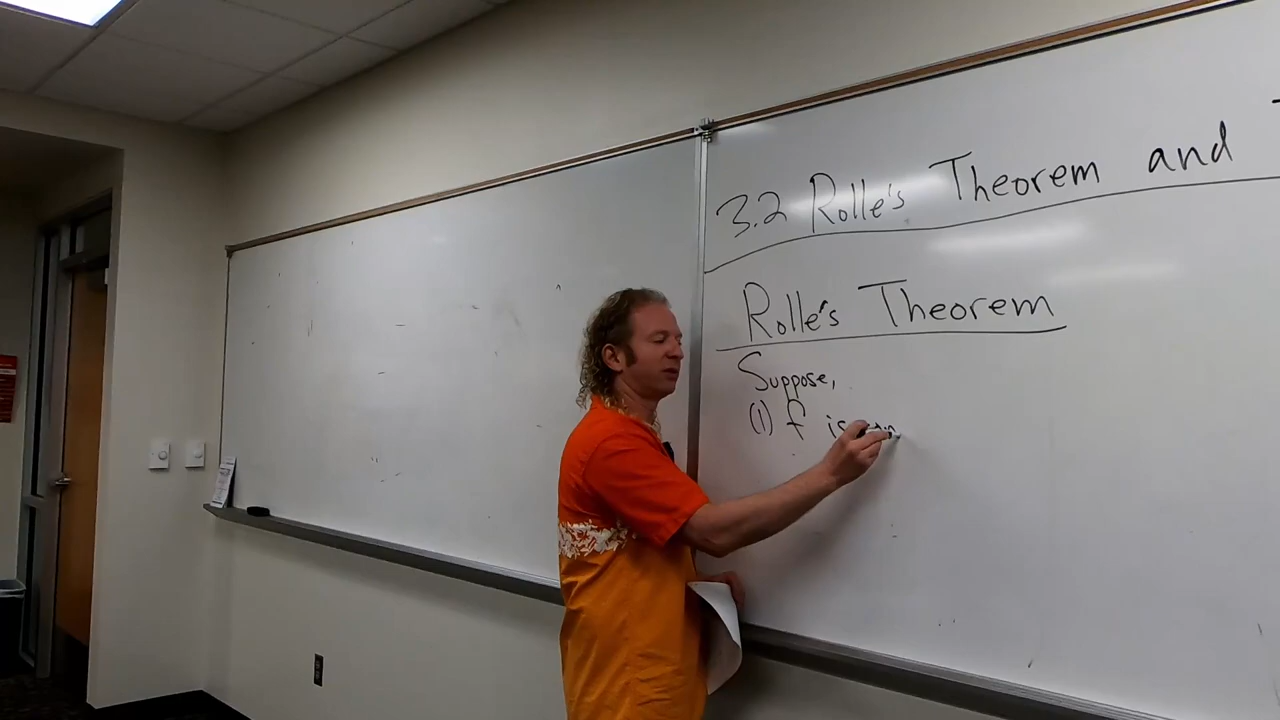 3.2 Rolle's Theorem and
Rolle's Theorem
Suppose,
(1) f is